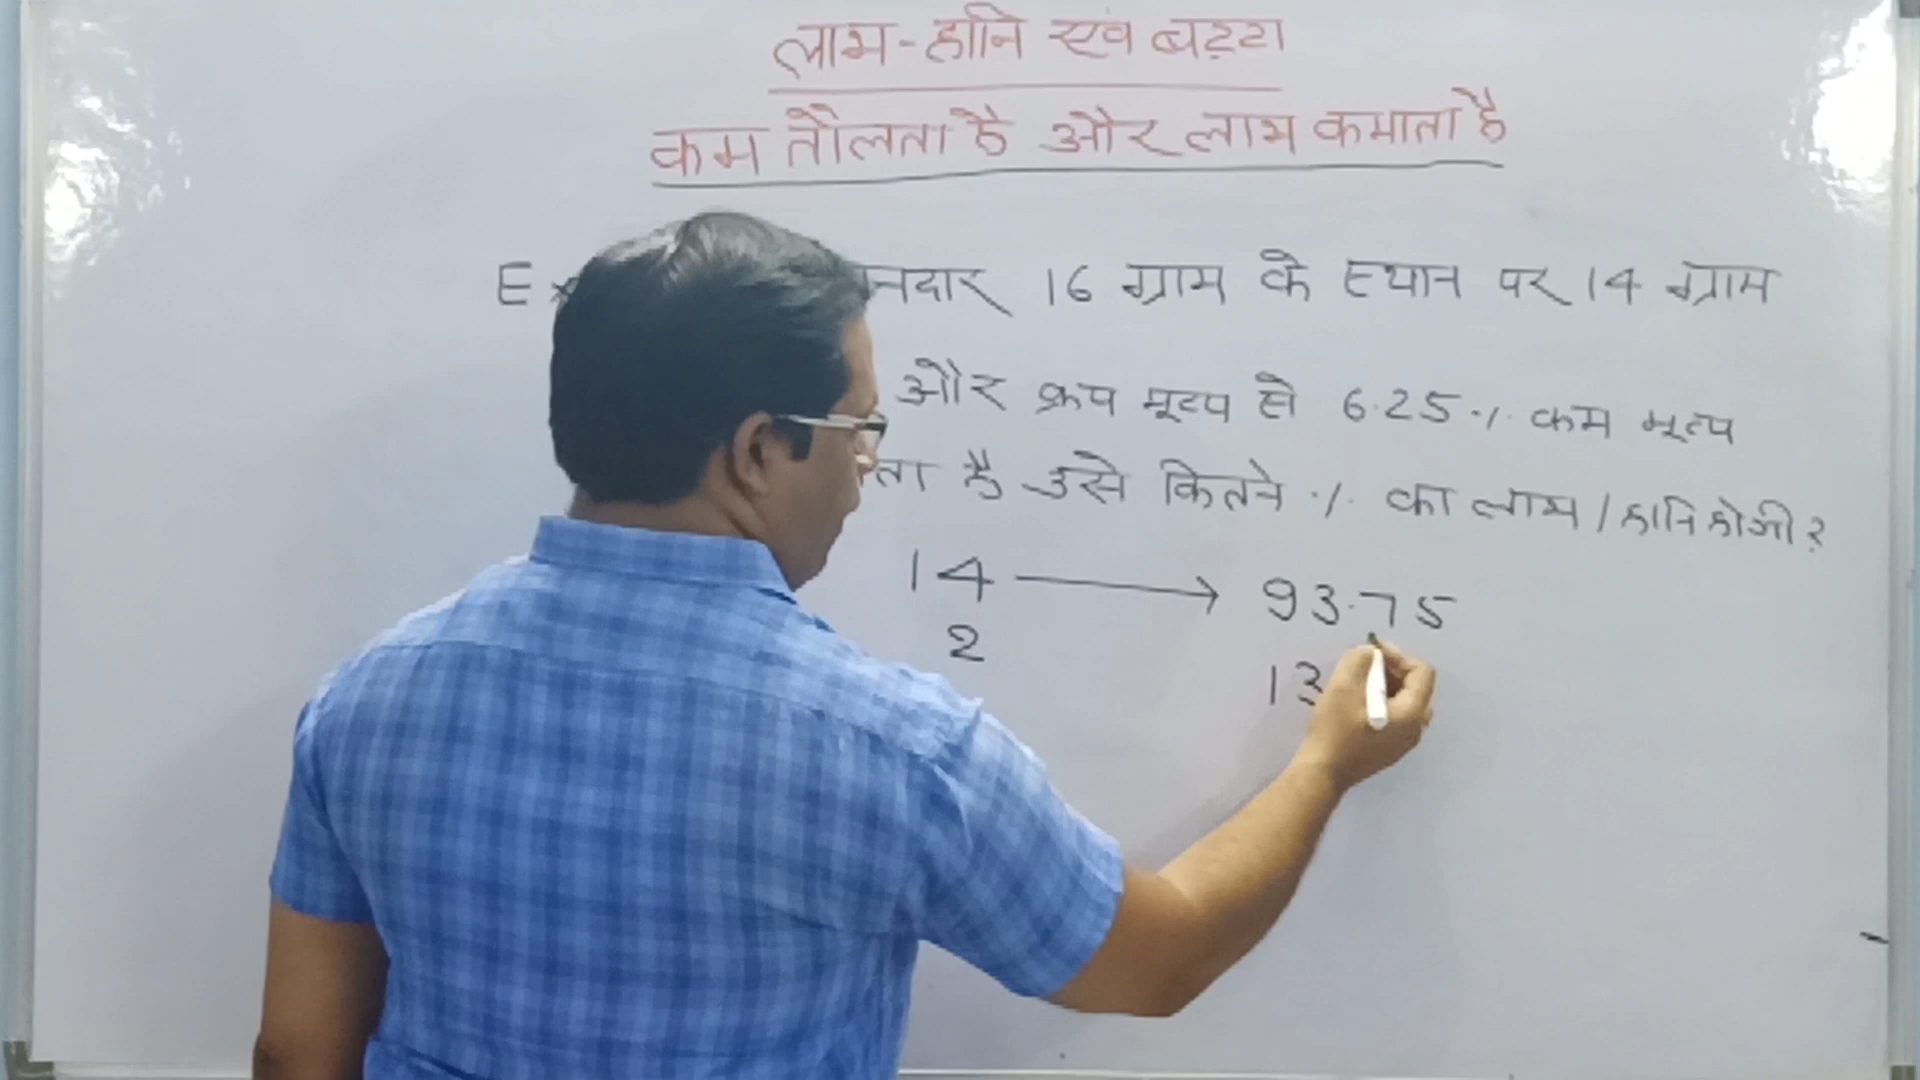 लाभ-हानि एवं बट्टा
कम तौलता है और लाभ कमाता है
16 ग्राम के स्थान पर 14 ग्राम
और क्रय मूल्य से 6.25% कम मूल्य
है उसे कितने % का लाभ / हानि होगी?
14 → 93.75
2 13